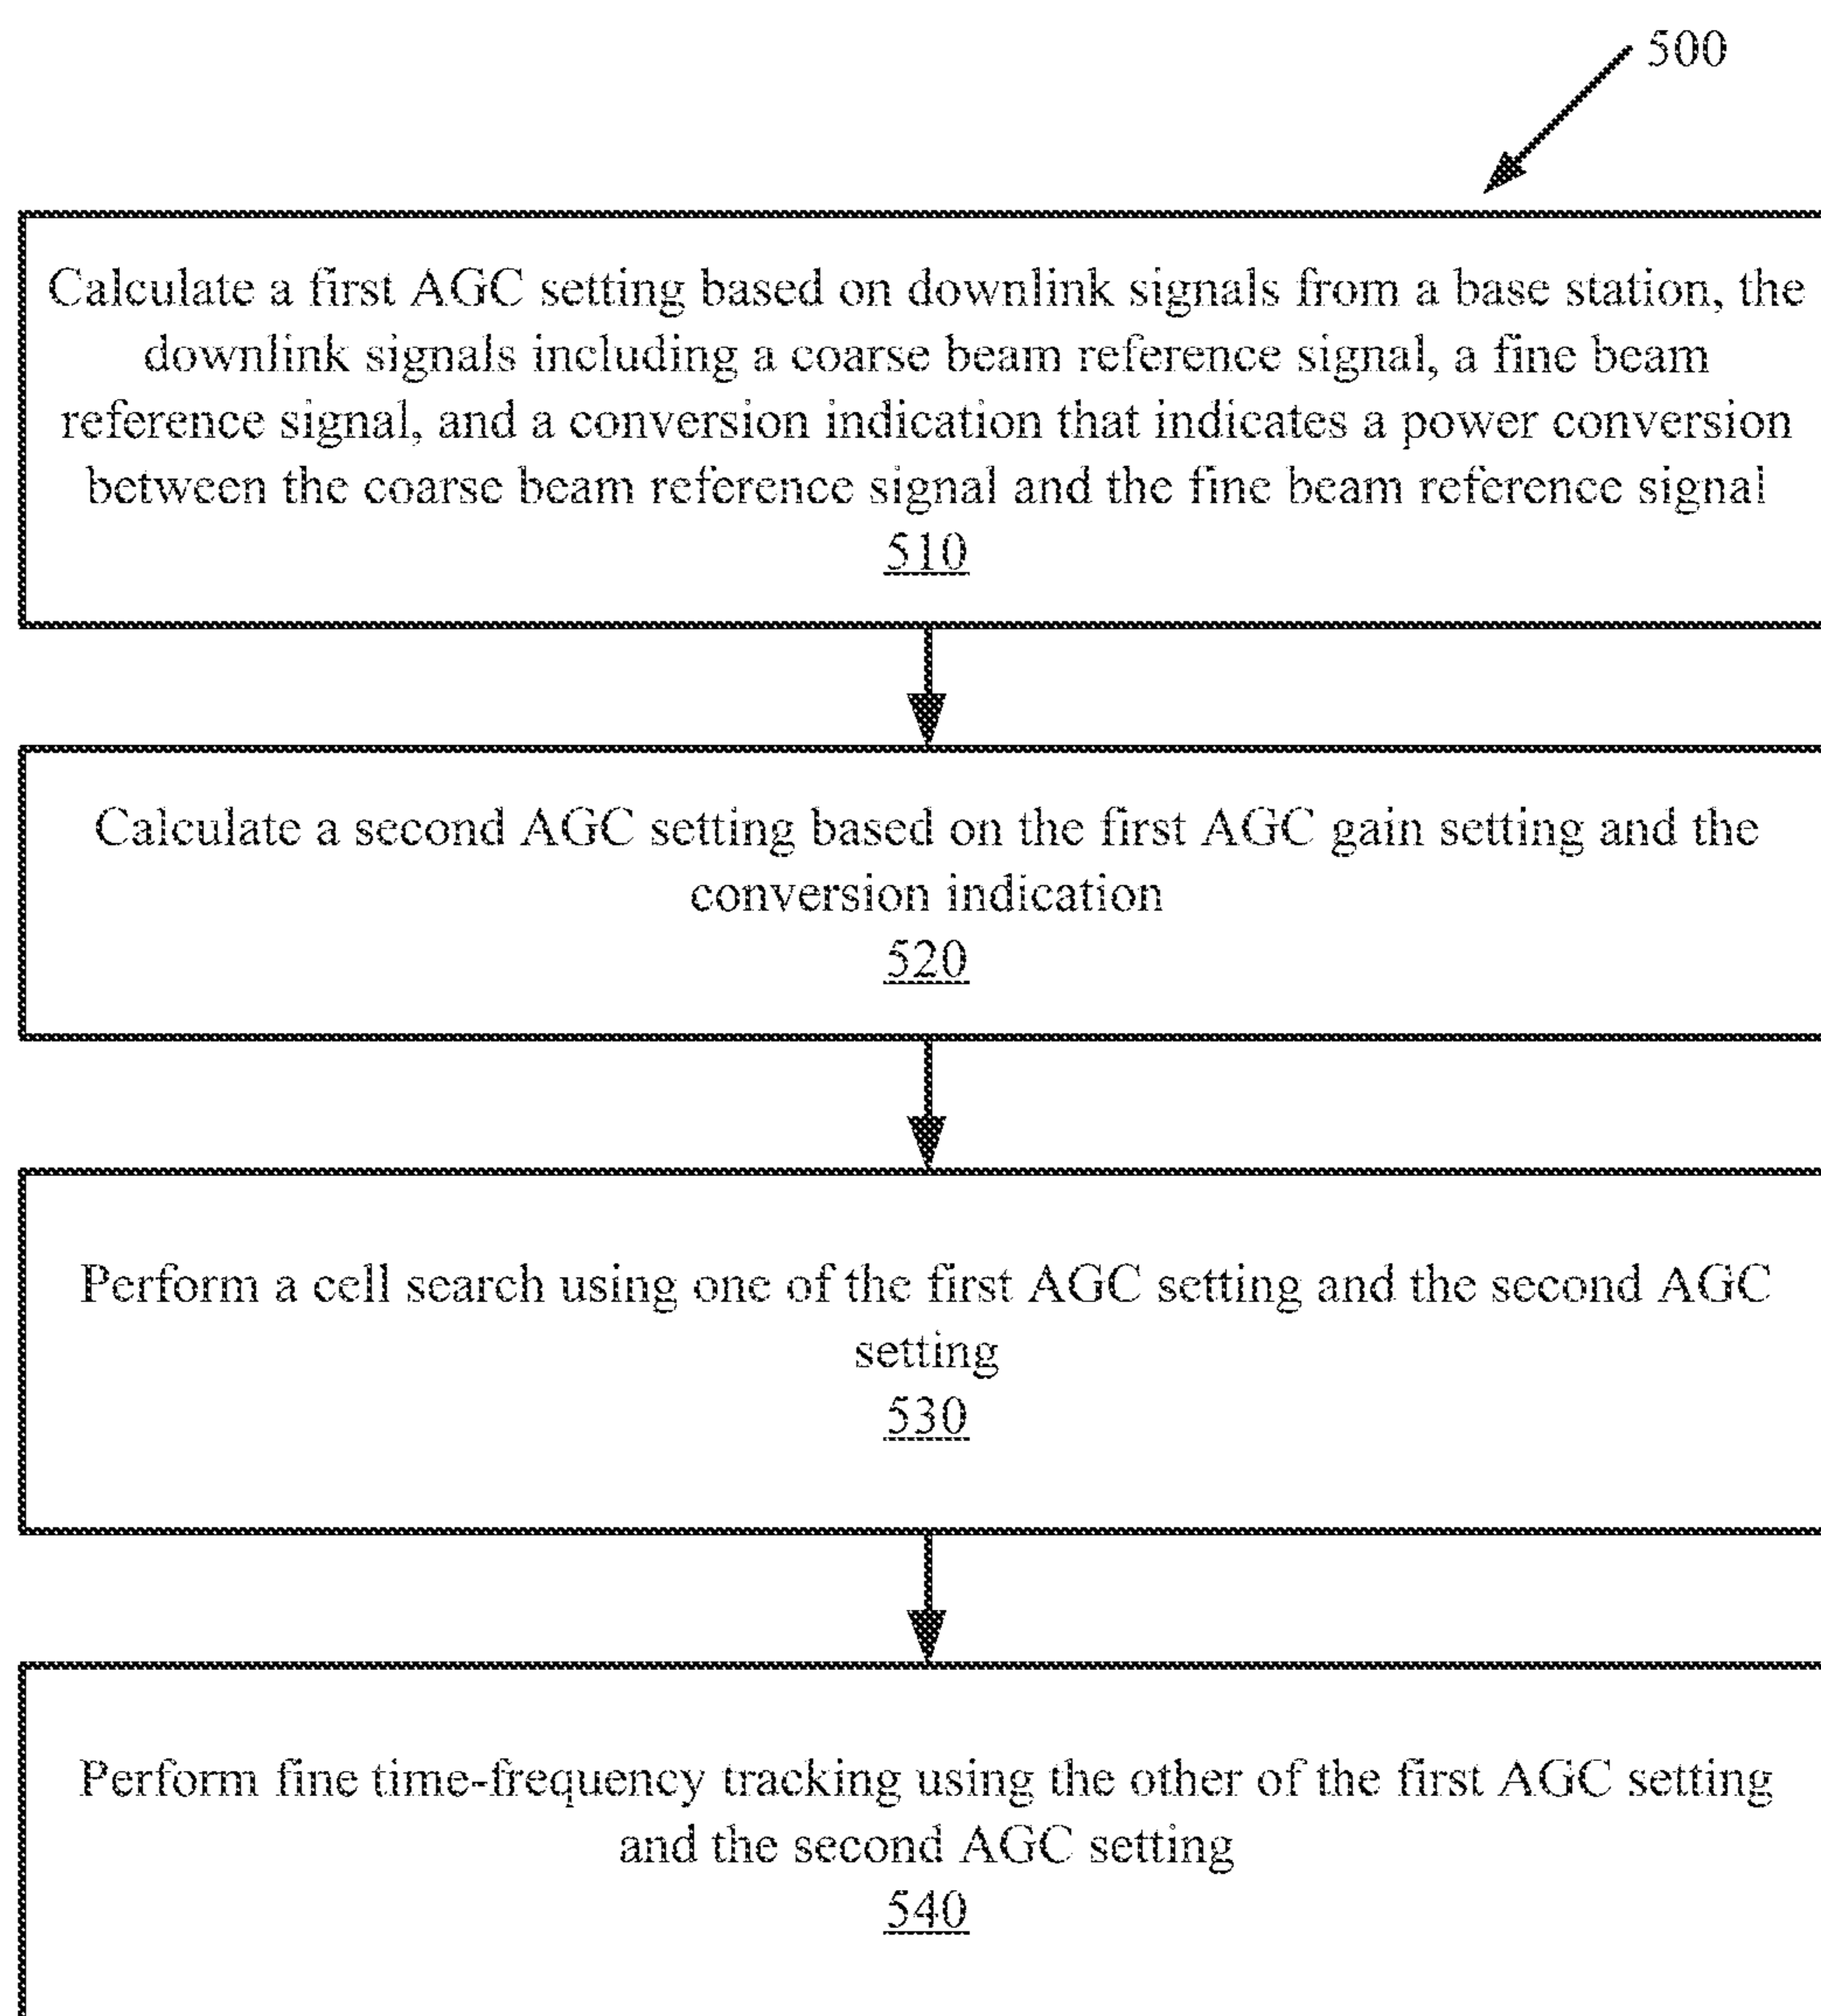 500
Calculate a first AGC setting based on downlink signals from a base station, the
downlink signals including a coarse beam reference signal, a fine beam
reference signal, and a conversion indication that indicates a power conversion
between the coarse beam reference signal and the fine beam reference signal
510
Calculate a second AGC setting based on the first AGC gain setting and the
conversion indication
520
Perform a cell search using one of the first AGC setting and the second AGC
setting
530
Perform fine time-frequency tracking using the other of the first AGC setting
and the second AGC setting
540